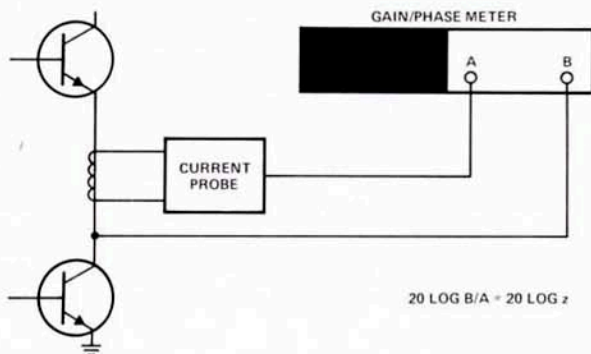 GAIN/PHASE METER
A
B
CURRENT
PROBE
20 LOG B/A = 20 LOG z